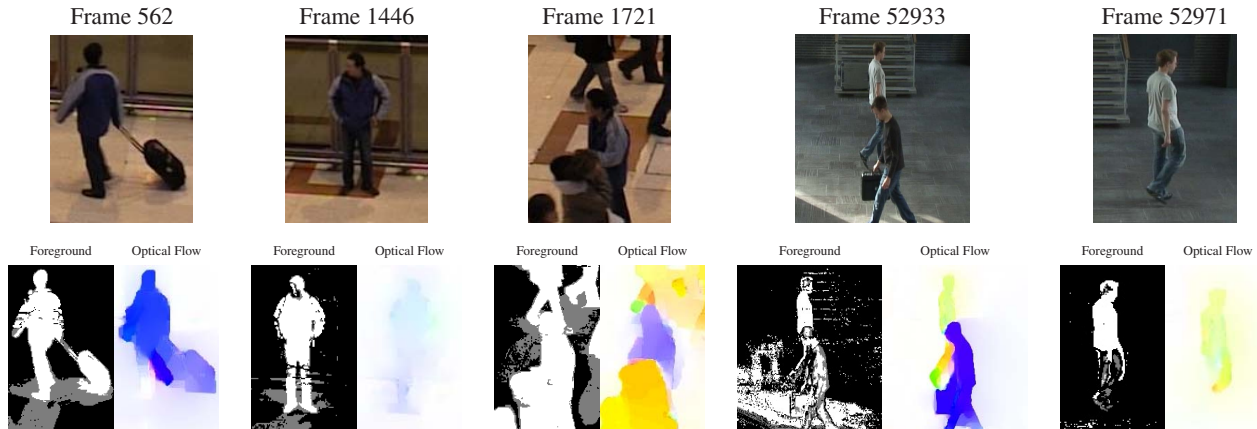 Frame 562
Frame 1446
Frame 1721
Frame 52933
Frame 52971
Foreground
Optical Flow
Foreground
Optical Flow
Foreground
Optical Flow
Foreground
Optical Flow
Foreground
Optical Flow